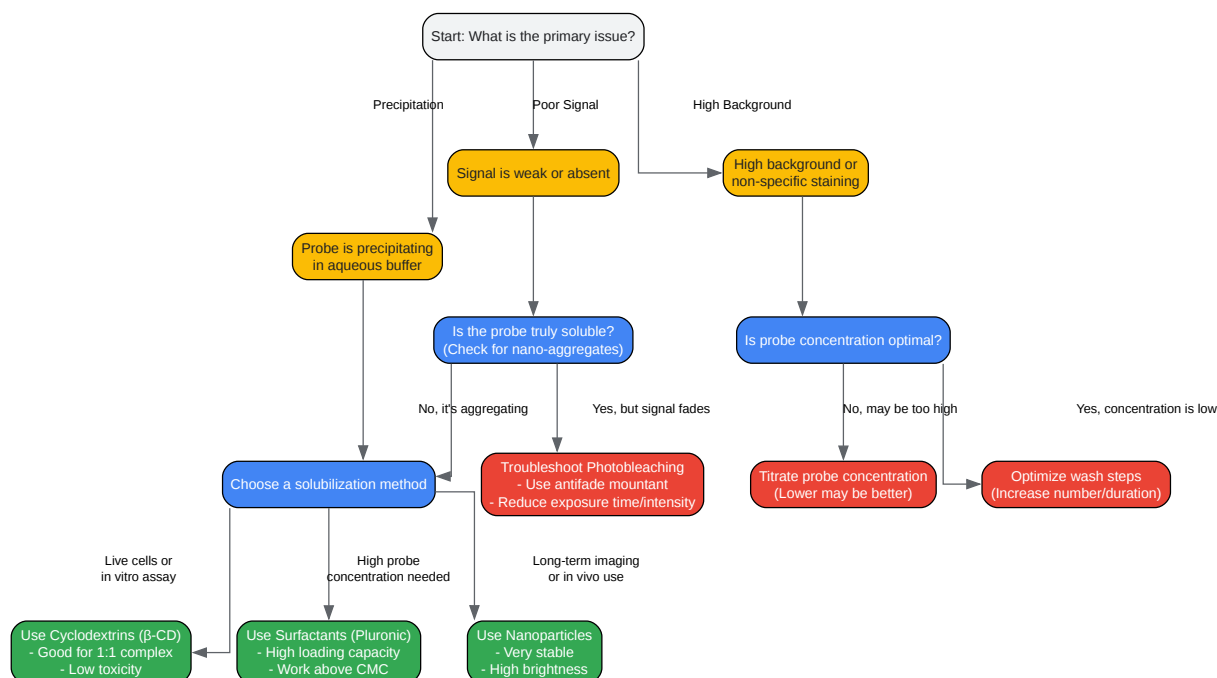 Start: What is the primary issue?
Precipitation
Poor Signal
High Background
Signal is weak or absent
High background or
non-specific staining
Probe is precipitating
in aqueous buffer
Is the probe truly soluble?
(Check for nano-aggregates)
Is probe concentration optimal?
No, it's aggregating
Yes, but signal fades
No, may be too high
Yes, concentration is low
Choose a solubilization method
Troubleshoot Photobleaching
- Use antifade mountant
- Reduce exposure time/intensity
Titrate probe concentration
(Lower may be better)
Optimize wash steps
(Increase number/duration)
Live cells or
in vitro assay
High probe
concentration needed
Long-term imaging
or in vivo use
Use Cyclodextrins (β-CD)
- Good for 1:1 complex
- Low toxicity
Use Surfactants (Pluronic)
- High loading capacity
- Work above CMC
Use Nanoparticles
- Very stable
- High brightness